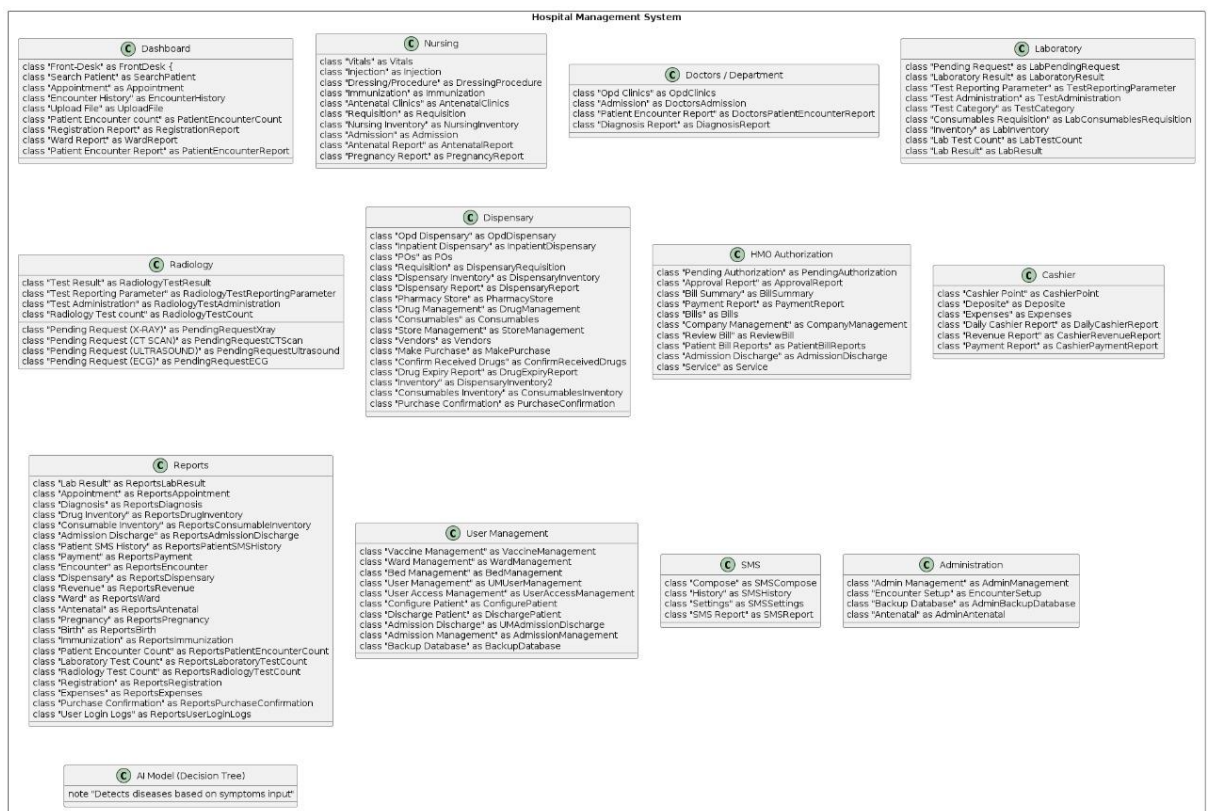 Hospital Management System
C Dashboard
class "Front-Desk" as FrontDesk {
class "Search Patient" as SearchPatient
class "Appointment" as Appointment
class "Encounter History" as EncounterHistory
class "Upload File" as UploadFile
class "Patient Encounter count" as PatientEncounterCount
class "Registration Report" as RegistrationReport
class "Ward Report" as WardReport
class "Patient Encounter Report" as PatientEncounterReport
C Nursing
class "Vitals" as Vitals
class "Injection" as Injection
class "Dressing/Procedure" as DressingProcedure
class "Immunization" as Immunization
class "Antenatal Clinics" as AntenatalClinics
class "Requisition" as Requisition
class "Nursing Inventory" as NursingInventory
class "Admission" as Admission
class "Antenatal Report" as AntenatalReport
class "Pregnancy Report" as PregnancyReport
C Doctors / Department
class "Opd Clinics" as OpdClinics
class "Admission" as DoctorsAdmission
class "Patient Encounter Report" as DoctorsPatientEncounterReport
class "Diagnosis Report" as DiagnosisReport
C Laboratory
class "Pending Request" as LabPendingRequest
class "Laboratory Result" as LaboratoryResult
class "Test Reporting Parameter" as TestReportingParameter
class "Test Administration" as TestAdministration
class "Test Category" as TestCategory
class "Consumables Requisition" as LabConsumablesRequisition
class "Inventory" as LabInventory
class "Lab Test Count" as LabTestCount
class "Lab Result" as LabResult
C Radiology
class "Test Result" as RadiologyTestResult
class "Test Reporting Parameter" as RadiologyTestReportingParameter
class "Test Administration" as RadiologyTestAdministration
class "Radiology Test count" as RadiologyTestCount
class "Pending Request (X-RAY)" as PendingRequestXray
class "Pending Request (CT SCAN)" as PendingRequestCTScan
class "Pending Request (ULTRASOUND)" as PendingRequestUltrasound
class "Pending Request (ECG)" as PendingRequestECG
C Dispensary
class "Opd Dispensary" as OpdDispensary
class "Inpatient Dispensary" as InpatientDispensary
class "POs" as POs
class "Requisition" as DispensaryRequisition
class "Dispensary Inventory" as DispensaryInventory
class "Dispensary Report" as DispensaryReport
class "Pharmacy Store" as PharmacyStore
class "Drug Management" as DrugManagement
class "Consumables" as Consumables
class "Store Management" as StoreManagement
class "Vendors" as Vendors
class "Make Purchase" as MakePurchase
class "Confirm Received Drugs" as ConfirmReceivedDrugs
class "Drug Expiry Report" as DrugExpiryReport
class "Inventory" as DispensaryInventory2
class "Consumables Inventory" as ConsumablesInventory
class "Purchase Confirmation" as PurchaseConfirmation
C HMO Authorization
class "Pending Authorization" as PendingAuthorization
class "Approval Report" as ApprovalReport
class "Bill Summary" as BillSummary
class "Payment Report" as PaymentReport
class "Bills" as Bills
class "Company Management" as CompanyManagement
class "Review Bill" as ReviewBill
class "Patient Bill Reports" as PatientBillReports
class "Admission Discharge" as AdmissionDischarge
class "Service" as Service
C Cashier
class "Cashier Point" as CashierPoint
class "Deposite" as Deposite
class "Expenses" as Expenses
class "Daily Cashier Report" as DailyCashierReport
class "Revenue Report" as CashierRevenueReport
class "Payment Report" as CashierPaymentReport
C Reports
class "Lab Result" as ReportsLabResult
class "Appointment" as ReportsAppointment
class "Diagnosis" as ReportsDiagnosis
class "Drug Inventory" as ReportsDrugInventory
class "Consumable Inventory" as ReportsConsumableInventory
class "Admission Discharge" as ReportsAdmissionDischarge
class "Patient SMS History" as ReportsPatientSMSHistory
class "Payment" as ReportsPayment
class "Encounter" as ReportsEncounter
class "Dispensary" as ReportsDispensary
class "Revenue" as ReportsRevenue
class "Ward" as ReportsWard
class "Antenatal" as ReportsAntenatal
class "Pregnancy" as ReportsPregnancy
class "Birth" as ReportsBirth
class "Immunization" as ReportsImmunization
class "Patient Encounter Count" as ReportsPatientEncounterCount
class "Laboratory Test Count" as ReportsLaboratoryTestCount
class "Radiology Test Count" as ReportsRadiologyTestCount
class "Registration" as ReportsRegistration
class "Expenses" as ReportsExpenses
class "Purchase Confirmation" as ReportsPurchaseConfirmation
class "User Login Logs" as ReportsUserLoginLogs
C User Management
class "Vaccine Management" as VaccineManagement
class "Ward Management" as WardManagement
class "Bed Management" as BedManagement
class "User Management" as UMUserManagement
class "User Access Management" as UserAccessManagement
class "Configure Patient" as ConfigurePatient
class "Discharge Patient" as DischargePatient
class "Admission Discharge" as UMAdmissionDischarge
class "Admission Management" as AdmissionManagement
class "Backup Database" as BackupDatabase
C SMS
class "Compose" as SMSCompose
class "History" as SMSHistory
class "Settings" as SMSSettings
class "SMS Report" as SMSReport
C Administration
class "Admin Management" as AdminManagement
class "Encounter Setup" as EncounterSetup
class "Backup Database" as AdminBackupDatabase
class "Antenatal" as AdminAntenatal
C AI Model (Decision Tree)
note "Detects diseases based on symptoms input"